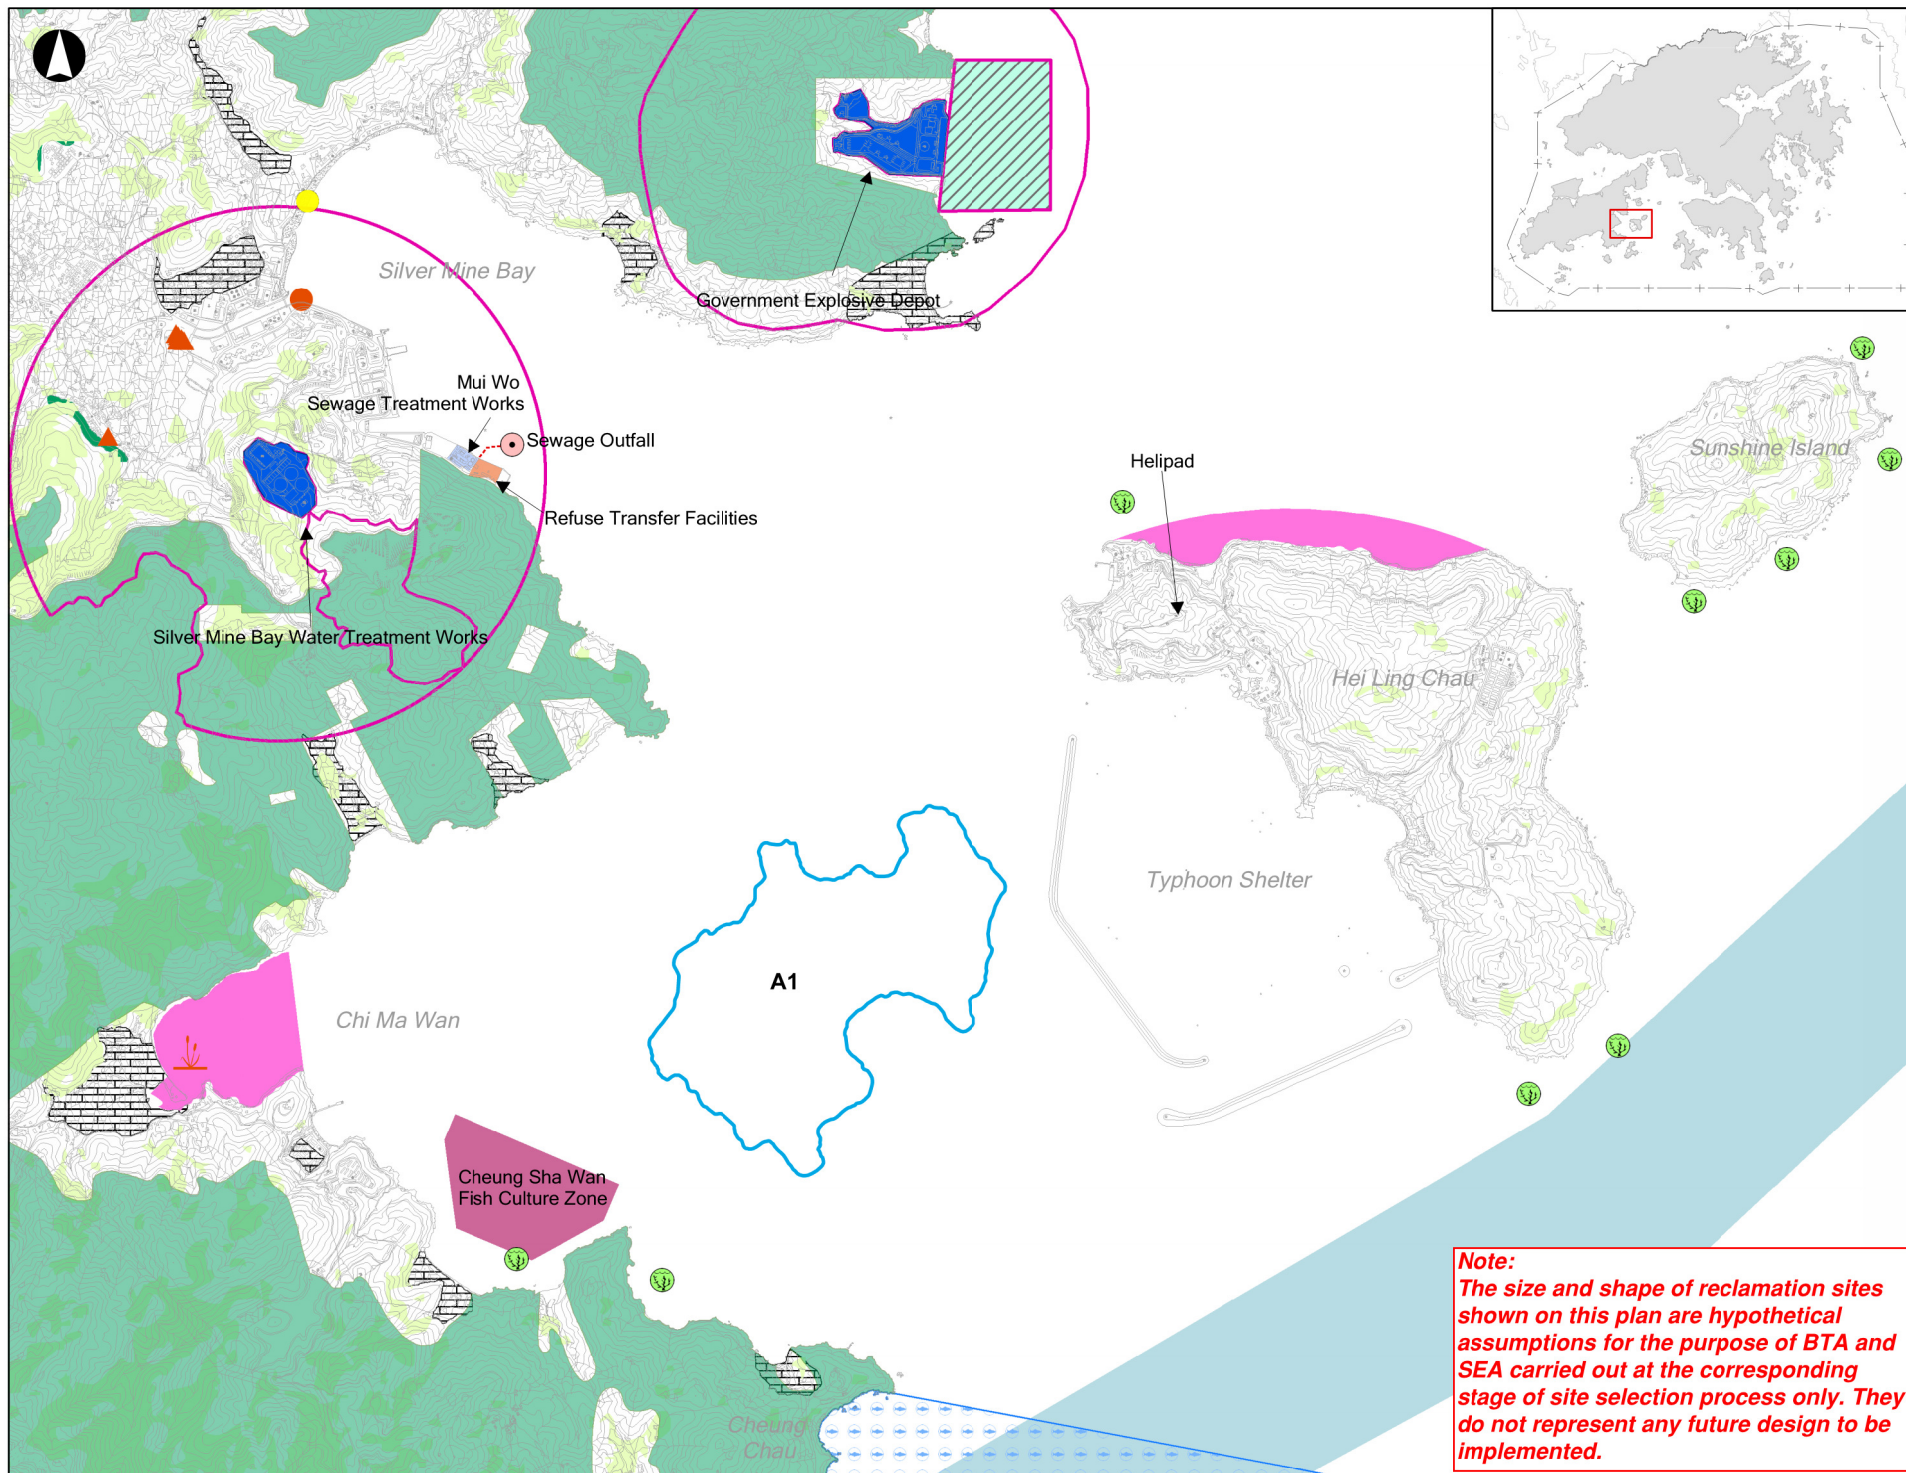 Silver Mine Bay
Government Explosive Depot
Mui Wo
Sewage Treatment Works
Sewage Outfall
Refuse Transfer Facilities
Silver Mine Bay Water Treatment Works
Helipad
Sunshine Island
Hei Ling Chau
Typhoon Shelter
A1
Chi Ma Wan
Cheung Sha Wan
Fish Culture Zone
Cheung
Chau
Note:
The size and shape of reclamation sites
shown on this plan are hypothetical
assumptions for the purpose of BTA and
SEA carried out at the corresponding
stage of site selection process only. They
do not represent any future design to be
implemented.